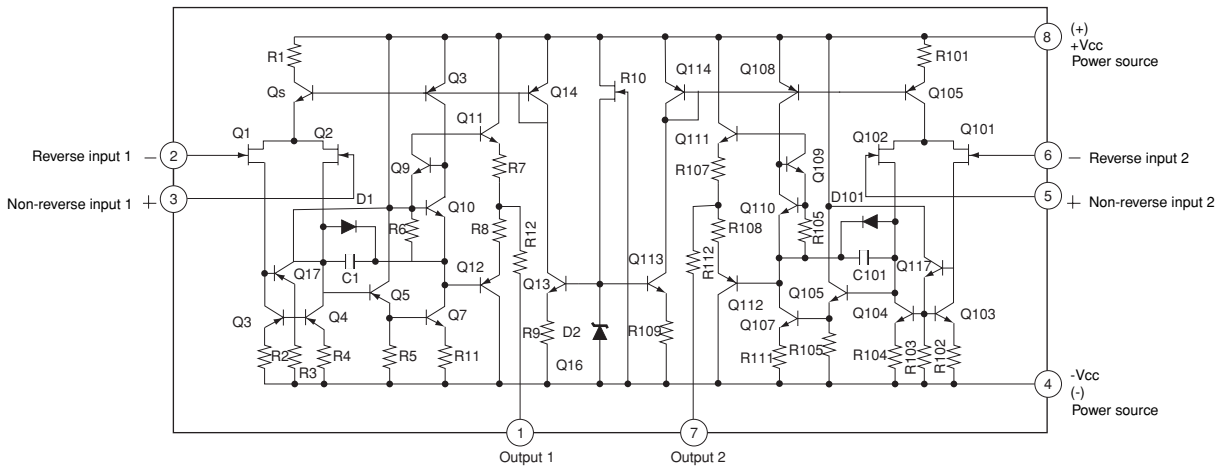 (+)
+Vcc
Power source
8
R1
Q3
Q14
R10
Q114
Q108
R101
Qs
Q105
Q1
Q2
Q11
Q111
Q102
Q101
Reverse input 1
−
2
Q9
R7
R107
Q109
6
− Reverse input 2
Non-reverse input 1
+
3
D1
D101
5
+ Non-reverse input 2
Q10
Q110
R6
R8
R12
R108
R105
R112
Q17
C1
Q12
Q13
Q113
C101
Q117
Q3
Q4
Q5
Q7
Q112
Q105
Q107
Q104
Q103
R9
D2
R109
R2
R3
R4
R5
R11
Q16
R111
R105
R104
R103
R102
4
-Vcc
(-)
Power source
1
7
Output 1
Output 2